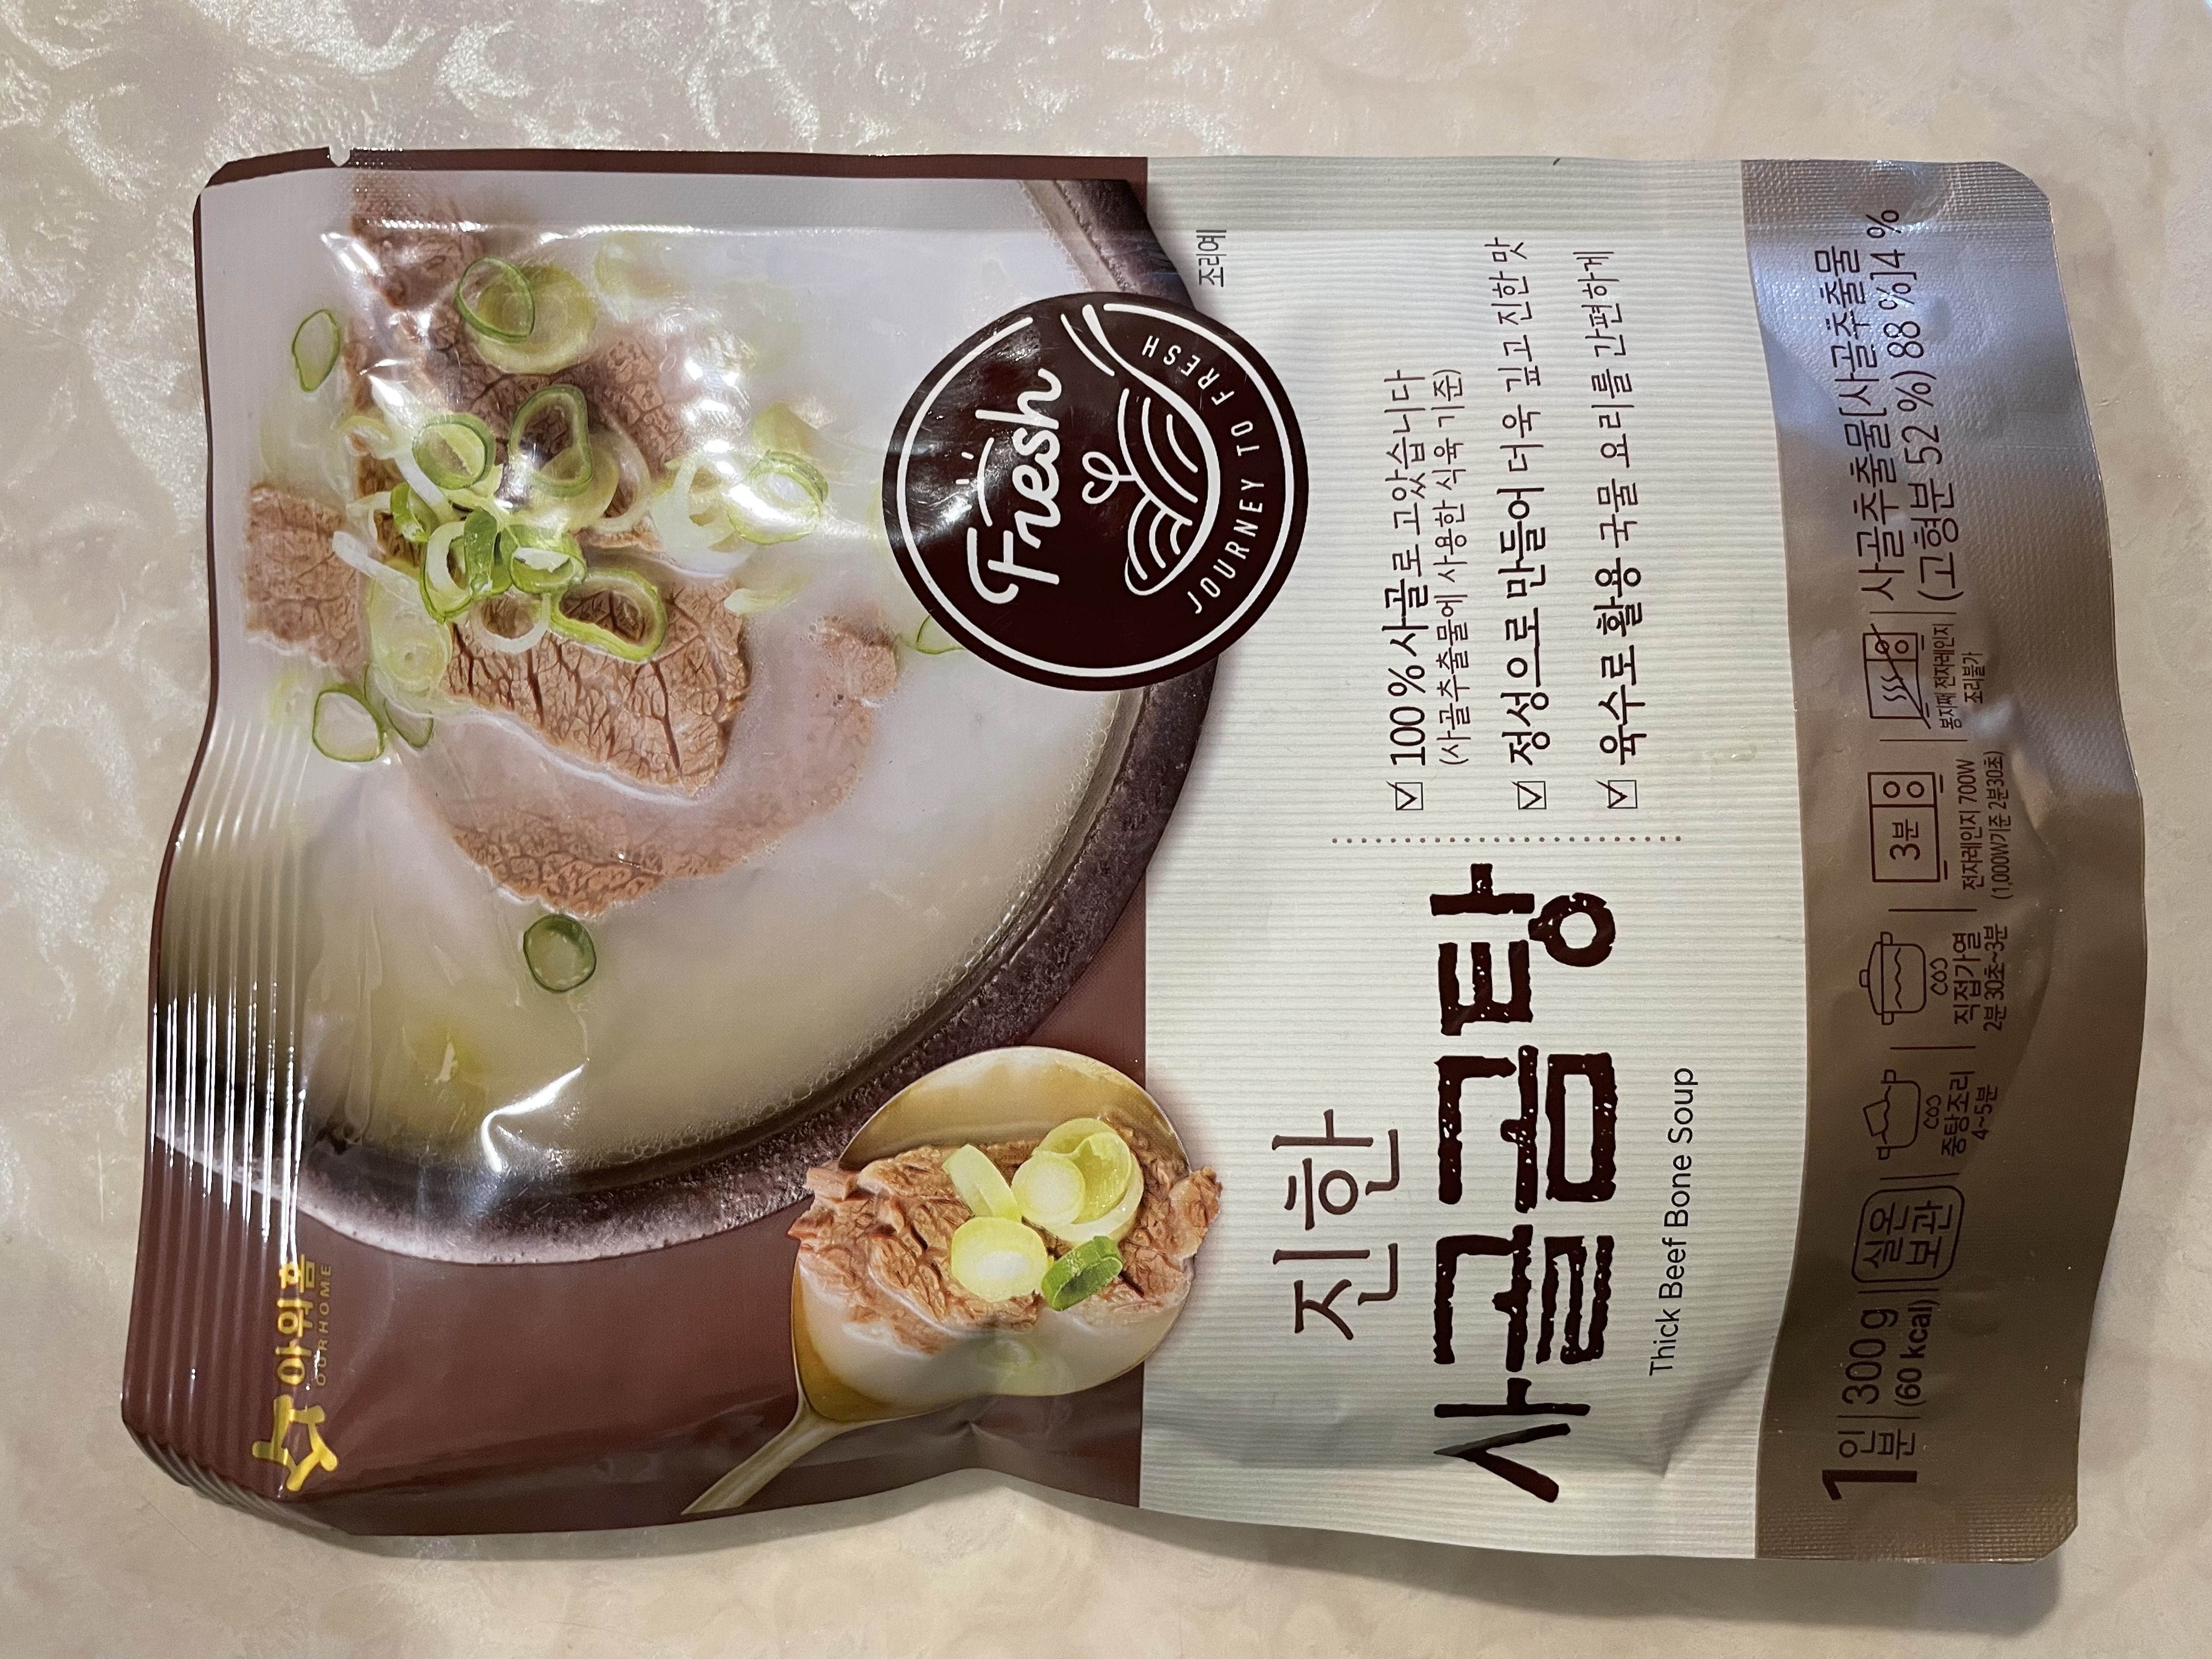 아워홈
OURHOME
Fresh
JOURNEY TO FRESH
조리예
진한
사골곰탕
Thick Beef Bone Soup
100 % 사골로 고았습니다
(사골추출물에 사용한 식육 기준)
정성으로 만들어 더욱 깊고 진한 맛
육수로 활용 국물 요리를 간편하게
1인분
300 g
(60 kcal)
실온
보관
중탕조리
4~5분
직접가열
2분 30초~3분
3분
전자레인지 700W
(1,000W기준 2분30초)
봉지째 전자레인지
조리불가
사골추출물[사골추출물
(고형분 52 %) 88 %]4 %